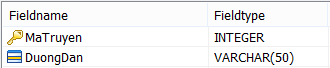 Fieldname Fieldtype
MaTruyen INTEGER
DuongDan VARCHAR(50)